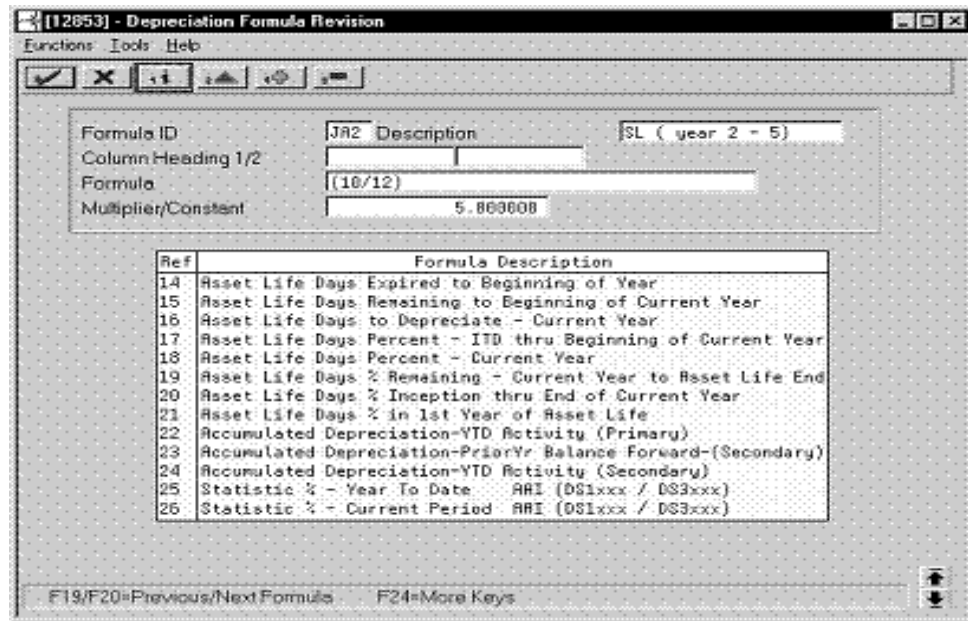 [12853] - Depreciation Formula Revision
Functions Tools Help
Formula ID JA2 Description SL ( year 2 - 5)
Column Heading 1/2
Formula (10/12)
Multiplier/Constant 5.000000
Ref Formula Description
14 Asset Life Days Expired to Beginning of Year
15 Asset Life Days Remaining to Beginning of Current Year
16 Asset Life Days to Depreciate - Current Year
17 Asset Life Days Percent - ITD thru Beginning of Current Year
18 Asset Life Days Percent - Current Year
19 Asset Life Days % Remaining - Current Year to Asset Life End
20 Asset Life Days % Inception thru End of Current Year
21 Asset Life Days % in 1st Year of Asset Life
22 Accumulated Depreciation-YTD Activity (Primary)
23 Accumulated Depreciation-PriorYr Balance Forward-(Secondary)
24 Accumulated Depreciation-YTD Activity (Secondary)
25 Statistic % - Year To Date AAI (DS1xxx / DS3xxx)
26 Statistic % - Current Period AAI (DS1xxx / DS3xxx)
F19/F20=Previous/Next Formula F24=More Keys